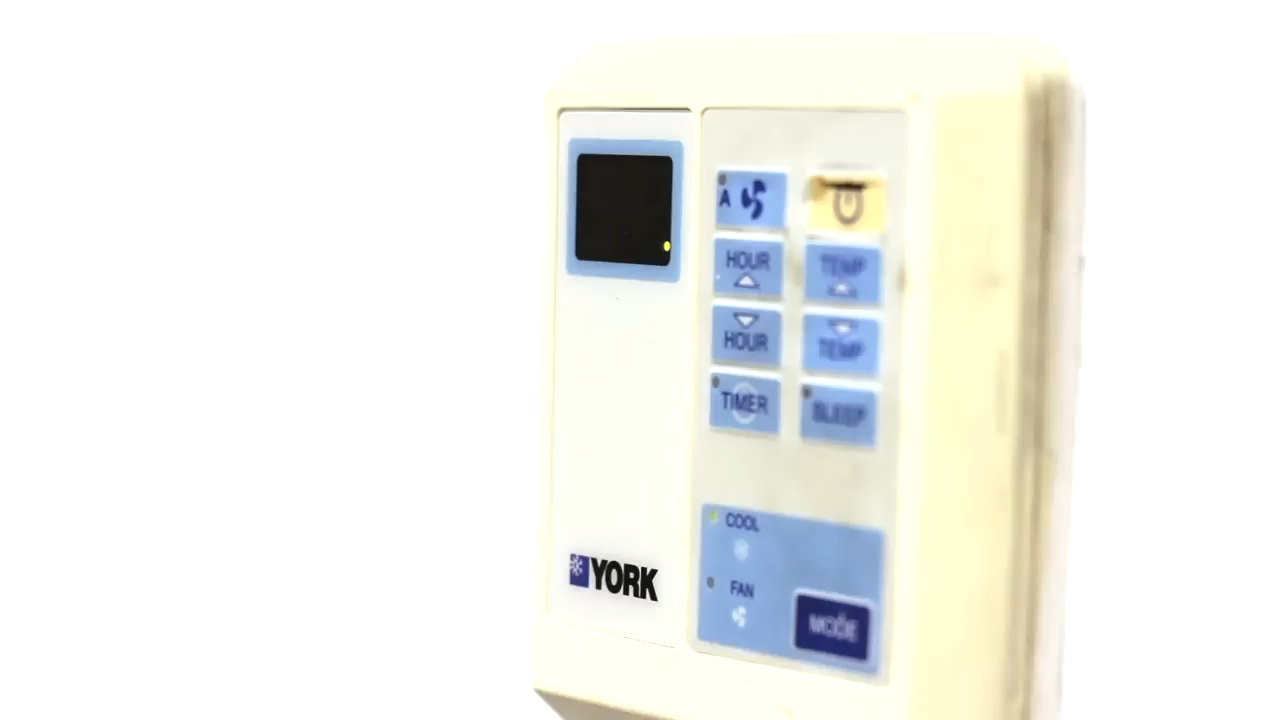 A
HOUR
TEMP
HOUR
TEMP
TIMER
SLEEP
COOL
FAN
MODE
YORK